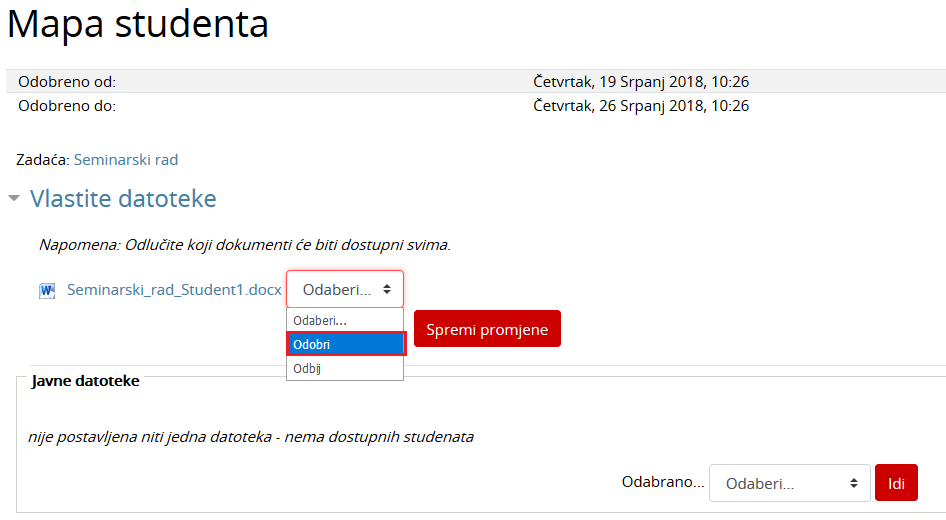 Mapa studenta
Odobreno od: Četvrtak, 19 Srpanj 2018, 10:26
Odobreno do: Četvrtak, 26 Srpanj 2018, 10:26
Zadaća: Seminarski rad
Vlastite datoteke
Napomena: Odlučite koji dokumenti će biti dostupni svima.
Seminarski_rad_Student1.docx Odaberi...
Odaberi...
Odobri
Odbij
Spremi promjene
Javne datoteke
nije postavljena niti jedna datoteka - nema dostupnih studenata
Odabrano... Odaberi... Idi